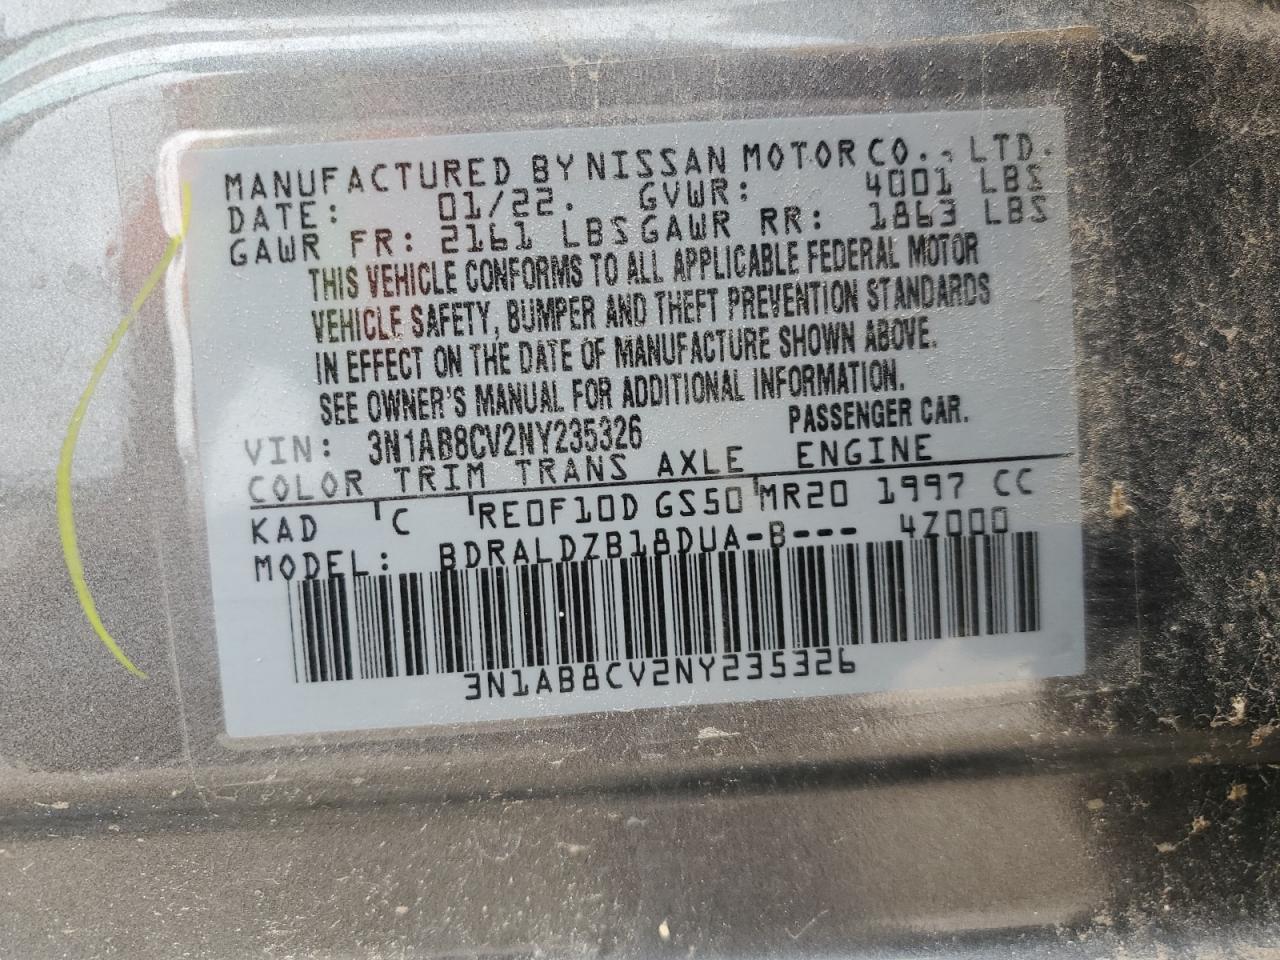 MANUFACTURED BY NISSAN MOTOR CO., LTD.
DATE: 01/22. GVWR: 4001 LBS
GAWR FR: 2161 LBS GAWR RR: 1863 LBS
THIS VEHICLE CONFORMS TO ALL APPLICABLE FEDERAL MOTOR
VEHICLE SAFETY, BUMPER AND THEFT PREVENTION STANDARDS
IN EFFECT ON THE DATE OF MANUFACTURE SHOWN ABOVE.
SEE OWNER'S MANUAL FOR ADDITIONAL INFORMATION.
VIN: 3N1AB8CV2NY235326 PASSENGER CAR.
COLOR TRIM TRANS AXLE ENGINE
KAD C RE0F10D GS50 MR20 1997 CC
MODEL: BDRALDZB18DUA-B--- 4Z000
3N1AB8CV2NY235326